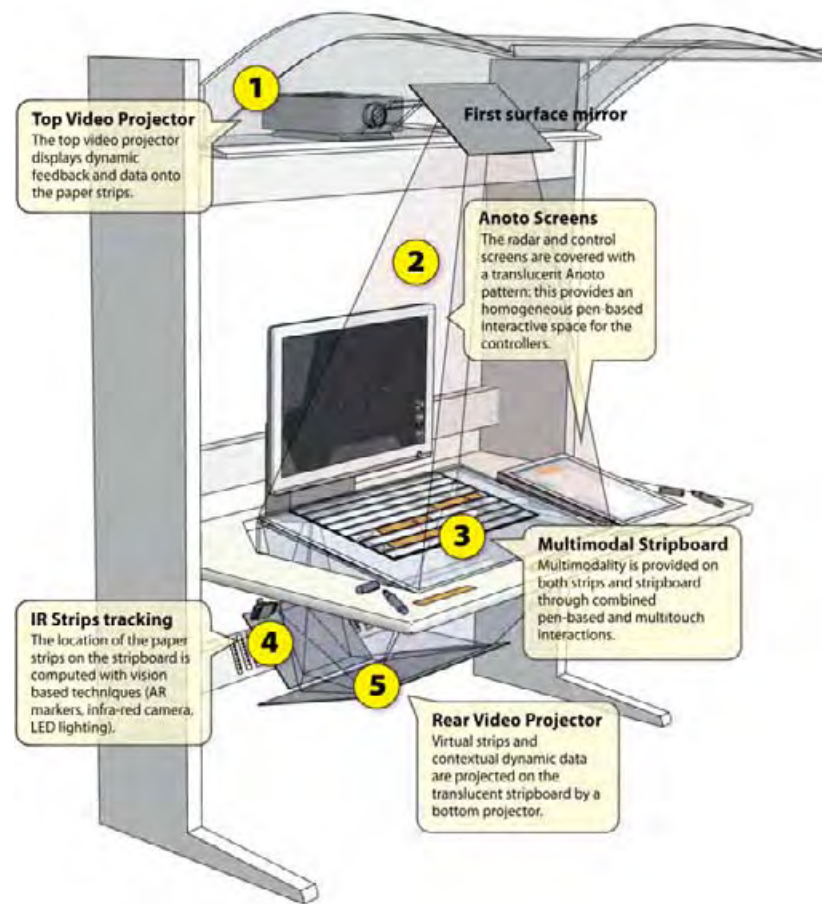 1
Top Video Projector
The top video projector
displays dynamic
feedback and data onto
the paper strips.
First surface mirror
2
Anoto Screens
The radar and control
screens are covered with
a translucent Anoto
pattern: this provides an
homogeneous pen-based
interactive space for the
controllers.
3
Multimodal Stripboard
Multimodality is provided on
both strips and stripboard
through combined
pen-based and multitouch
interactions.
IR Strips tracking
The location of the paper
strips on the stripboard is
computed with vision
based techniques (AR
markers, infra-red camera,
LED lighting).
4
5
Rear Video Projector
Virtual strips and
contextual dynamic data
are projected on the
translucent stripboard by a
bottom projector.